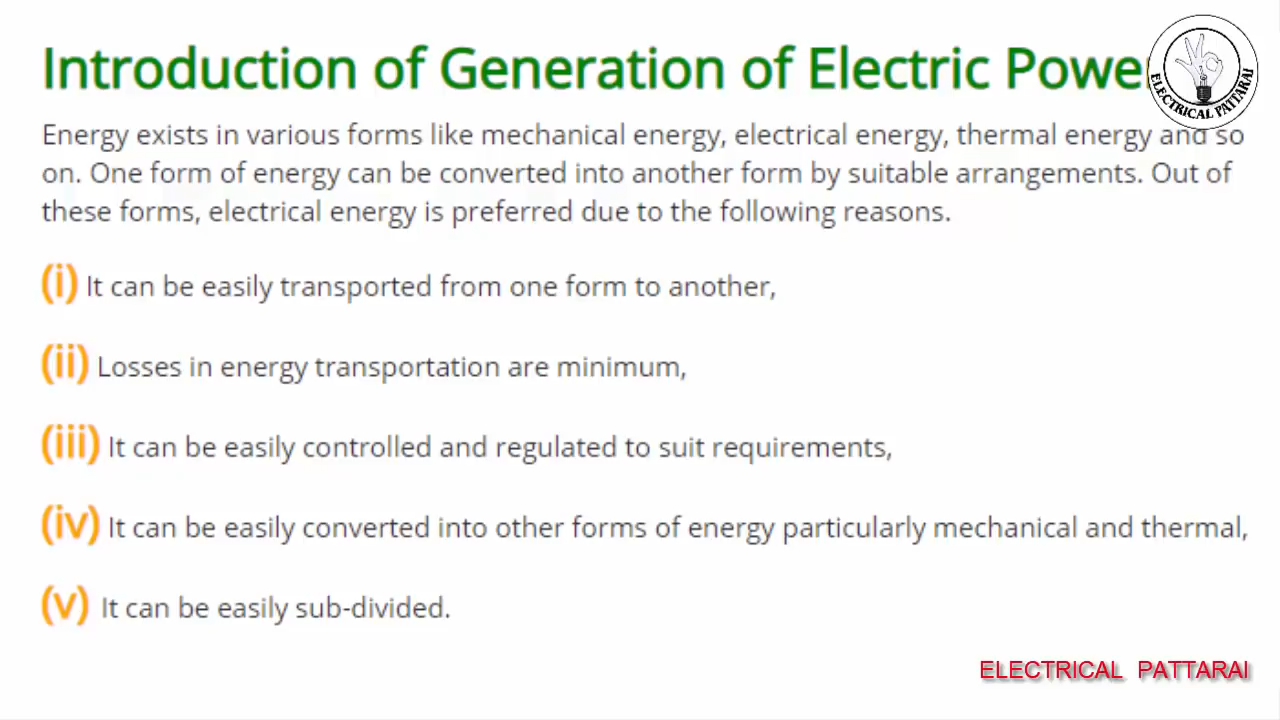 Introduction of Generation of Electric Power
ELECTRICAL PATTARAI
Energy exists in various forms like mechanical energy, electrical energy, thermal energy and so
on. One form of energy can be converted into another form by suitable arrangements. Out of
these forms, electrical energy is preferred due to the following reasons.
(i) It can be easily transported from one form to another,
(ii) Losses in energy transportation are minimum,
(iii) It can be easily controlled and regulated to suit requirements,
(iv) It can be easily converted into other forms of energy particularly mechanical and thermal,
(v) It can be easily sub-divided.
ELECTRICAL PATTARAI